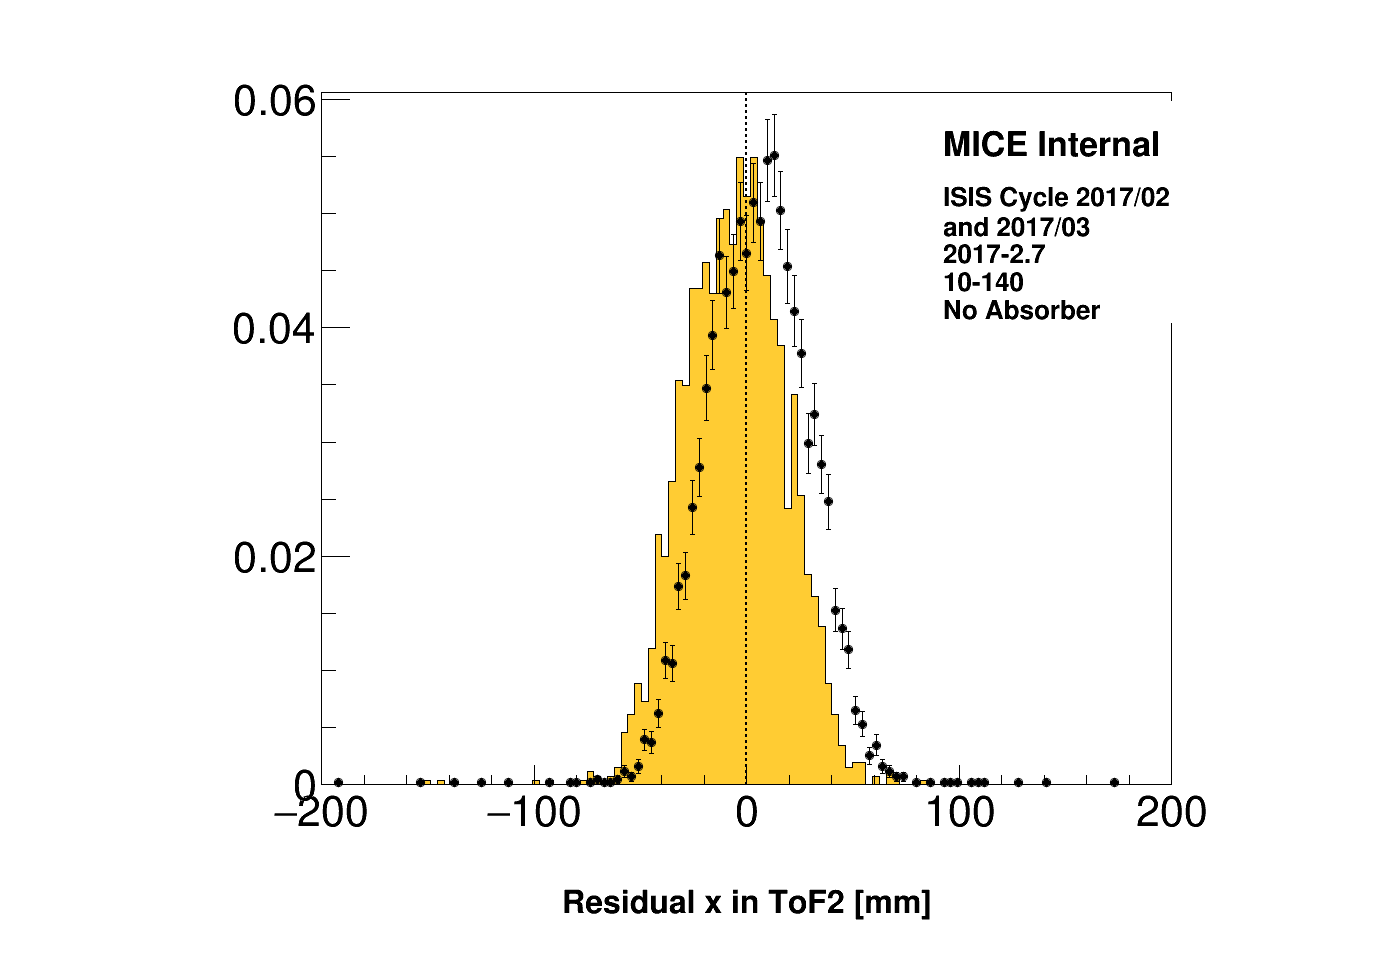 0.06
MICE Internal
ISIS Cycle 2017/02
and 2017/03
2017-2.7
10-140
No Absorber
0.04
0.02
0
−200 −100 0 100 200
Residual x in ToF2 [mm]